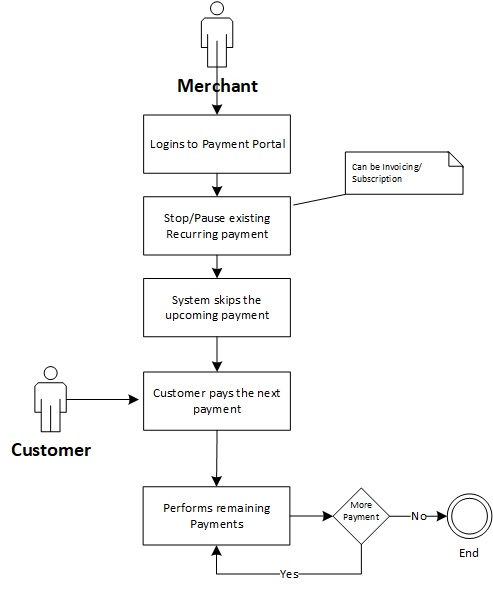 Merchant
Logins to Payment Portal
Can be Invoicing/
Subscription
Stop/Pause existing
Recurring payment
System skips the
upcoming payment
Customer pays the next
payment
Customer
Performs remaining
Payments
More
Payment
No
End
Yes